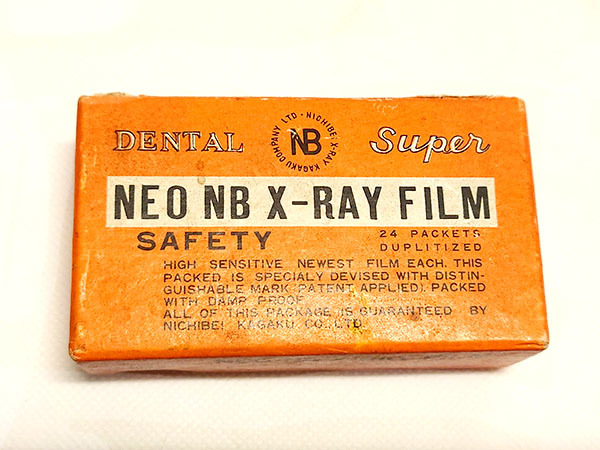 DENTAL
NICHIBEI X-RAY KAGAKU COMPANY LTD
NB
Super
NEO NB X-RAY FILM
SAFETY
24 PACKETS
DUPLITIZED
HIGH SENSITIVE NEWEST FILM EACH. THIS
PACKED IS SPECIALY DEVISED WITH DISTIN-
GUISHABLE MARK (PATENT APPLIED). PACKED
WITH DAMP PROOF
ALL OF THIS PACKAGE IS GUARANTEED BY
NICHIBEI KAGAKU CO., LTD.